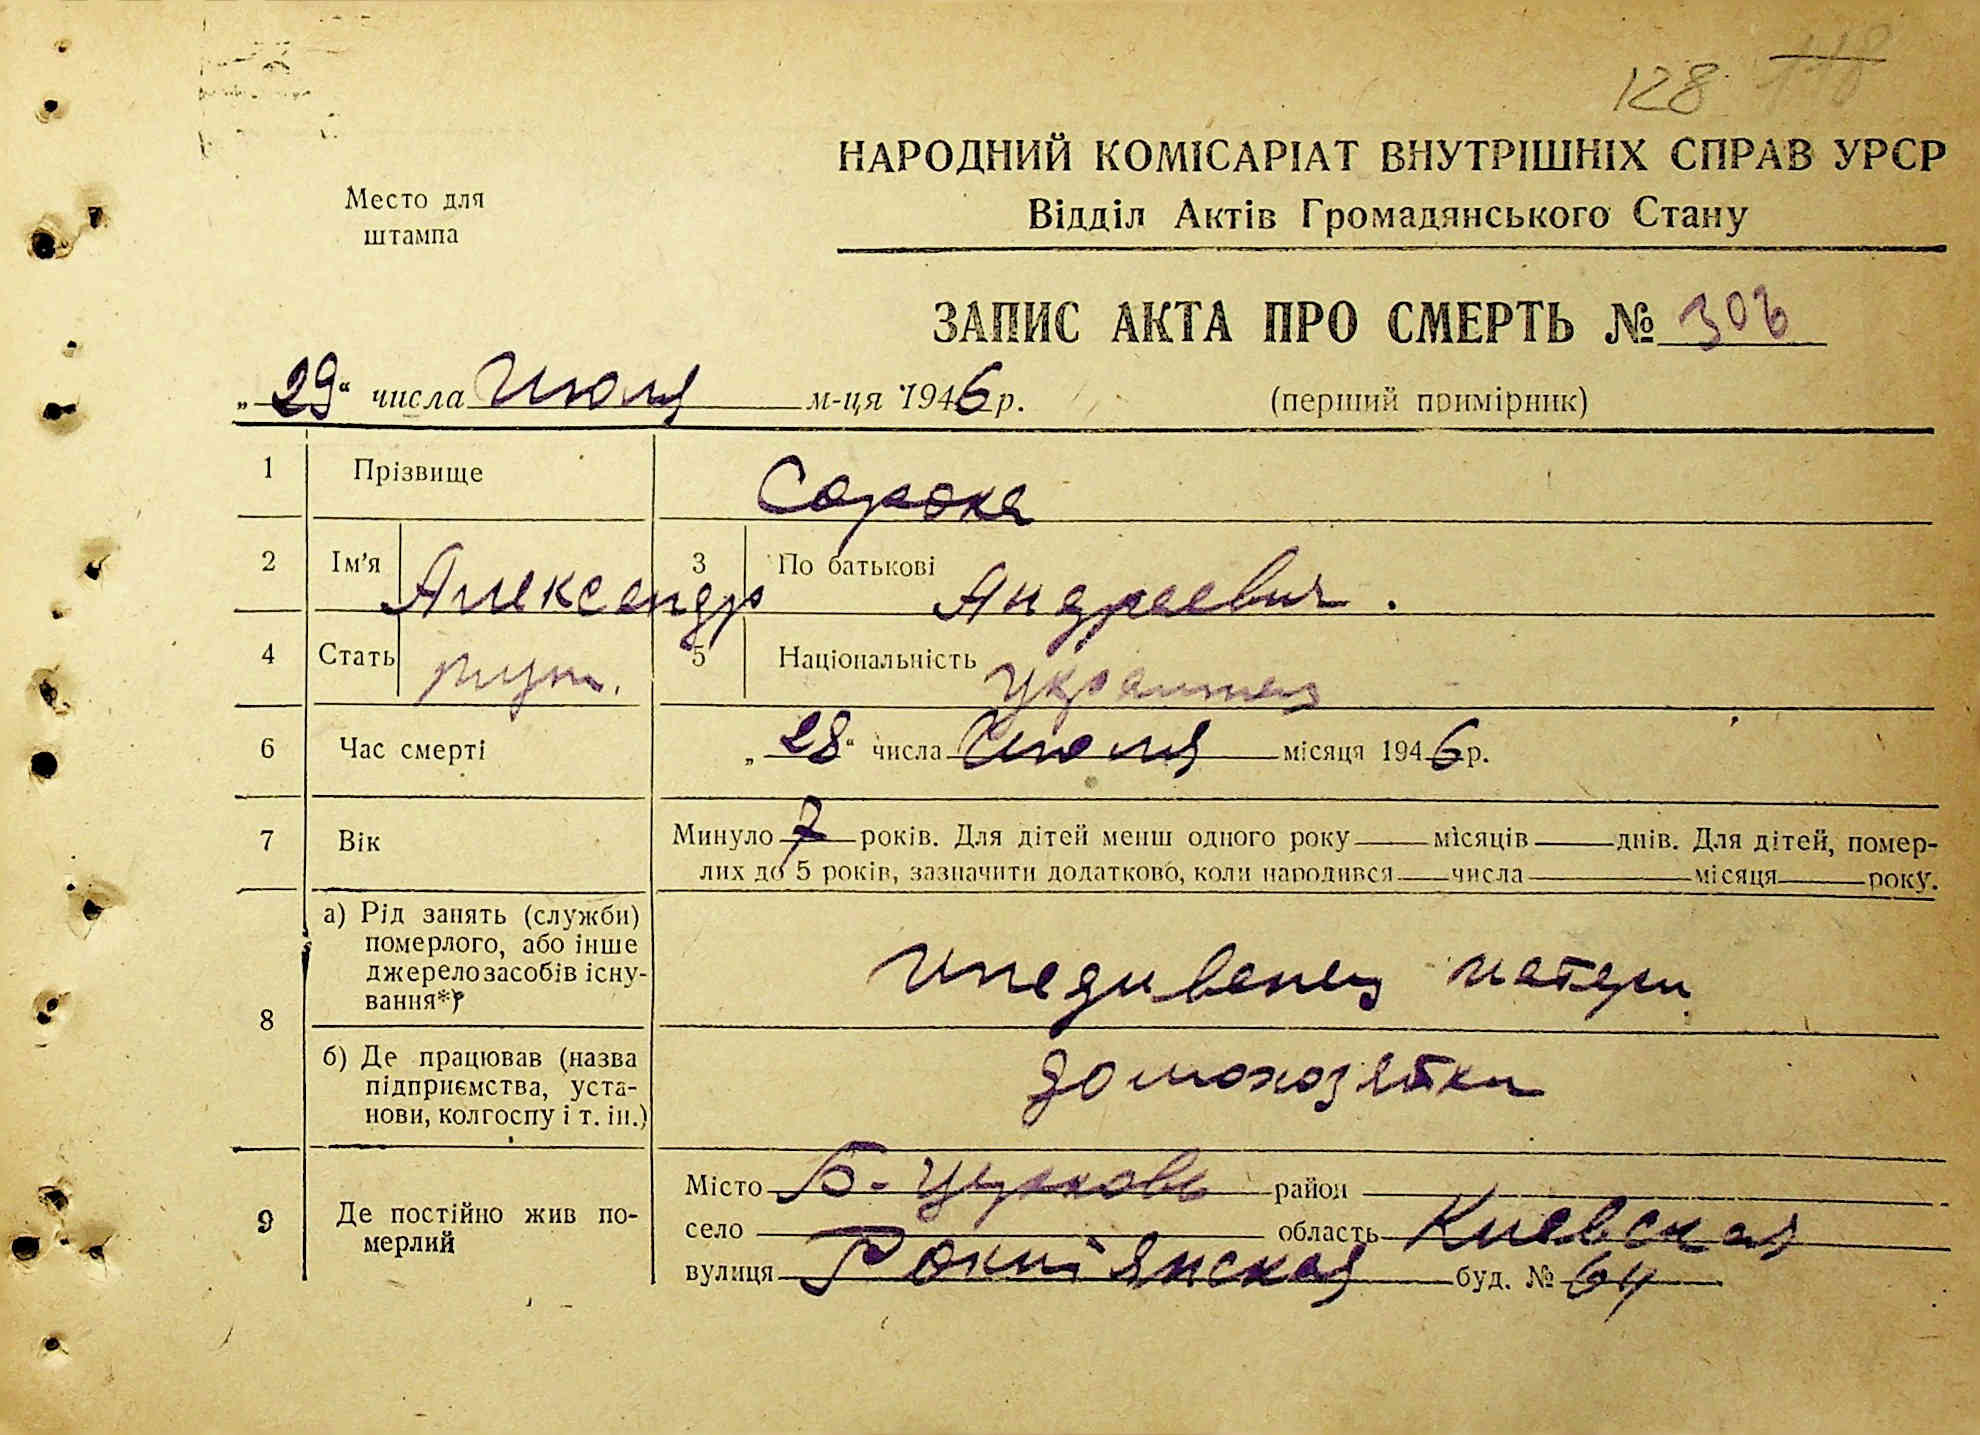 128 118
НАРОДНИЙ КОМІСАРІАТ ВНУТРІШНІХ СПРАВ УРСР
Место для штампа
Відділ Актів Громадянського Стану
ЗАПИС АКТА ПРО СМЕРТЬ № 306
„29“ числа Июля м-ця 1946 р. (перший примірник)
1 Прізвище Сорока
2 Ім'я Александр 3 По батькові Андреевич.
4 Стать муж. 5 Національність украинец
6 Час смерті „28“ числа Июля місяця 1946 р.
7 Вік Минуло 7 років. Для дітей менш одного року місяців днів. Для дітей, помер-
лих до 5 років, зазначити додатково, коли народився числа місяця року.
8 а) Рід занять (служби)
померлого, або інше
джерело засобів існу-
вання*)
иждивенец матери
б) Де працював (назва
підприємства, уста-
нови, колгоспу і т. ін.)
домохозяйки
9 Де постійно жив по-
мерлий
Місто Б-Церковь район
село область Киевская
вулиця буд. № 64